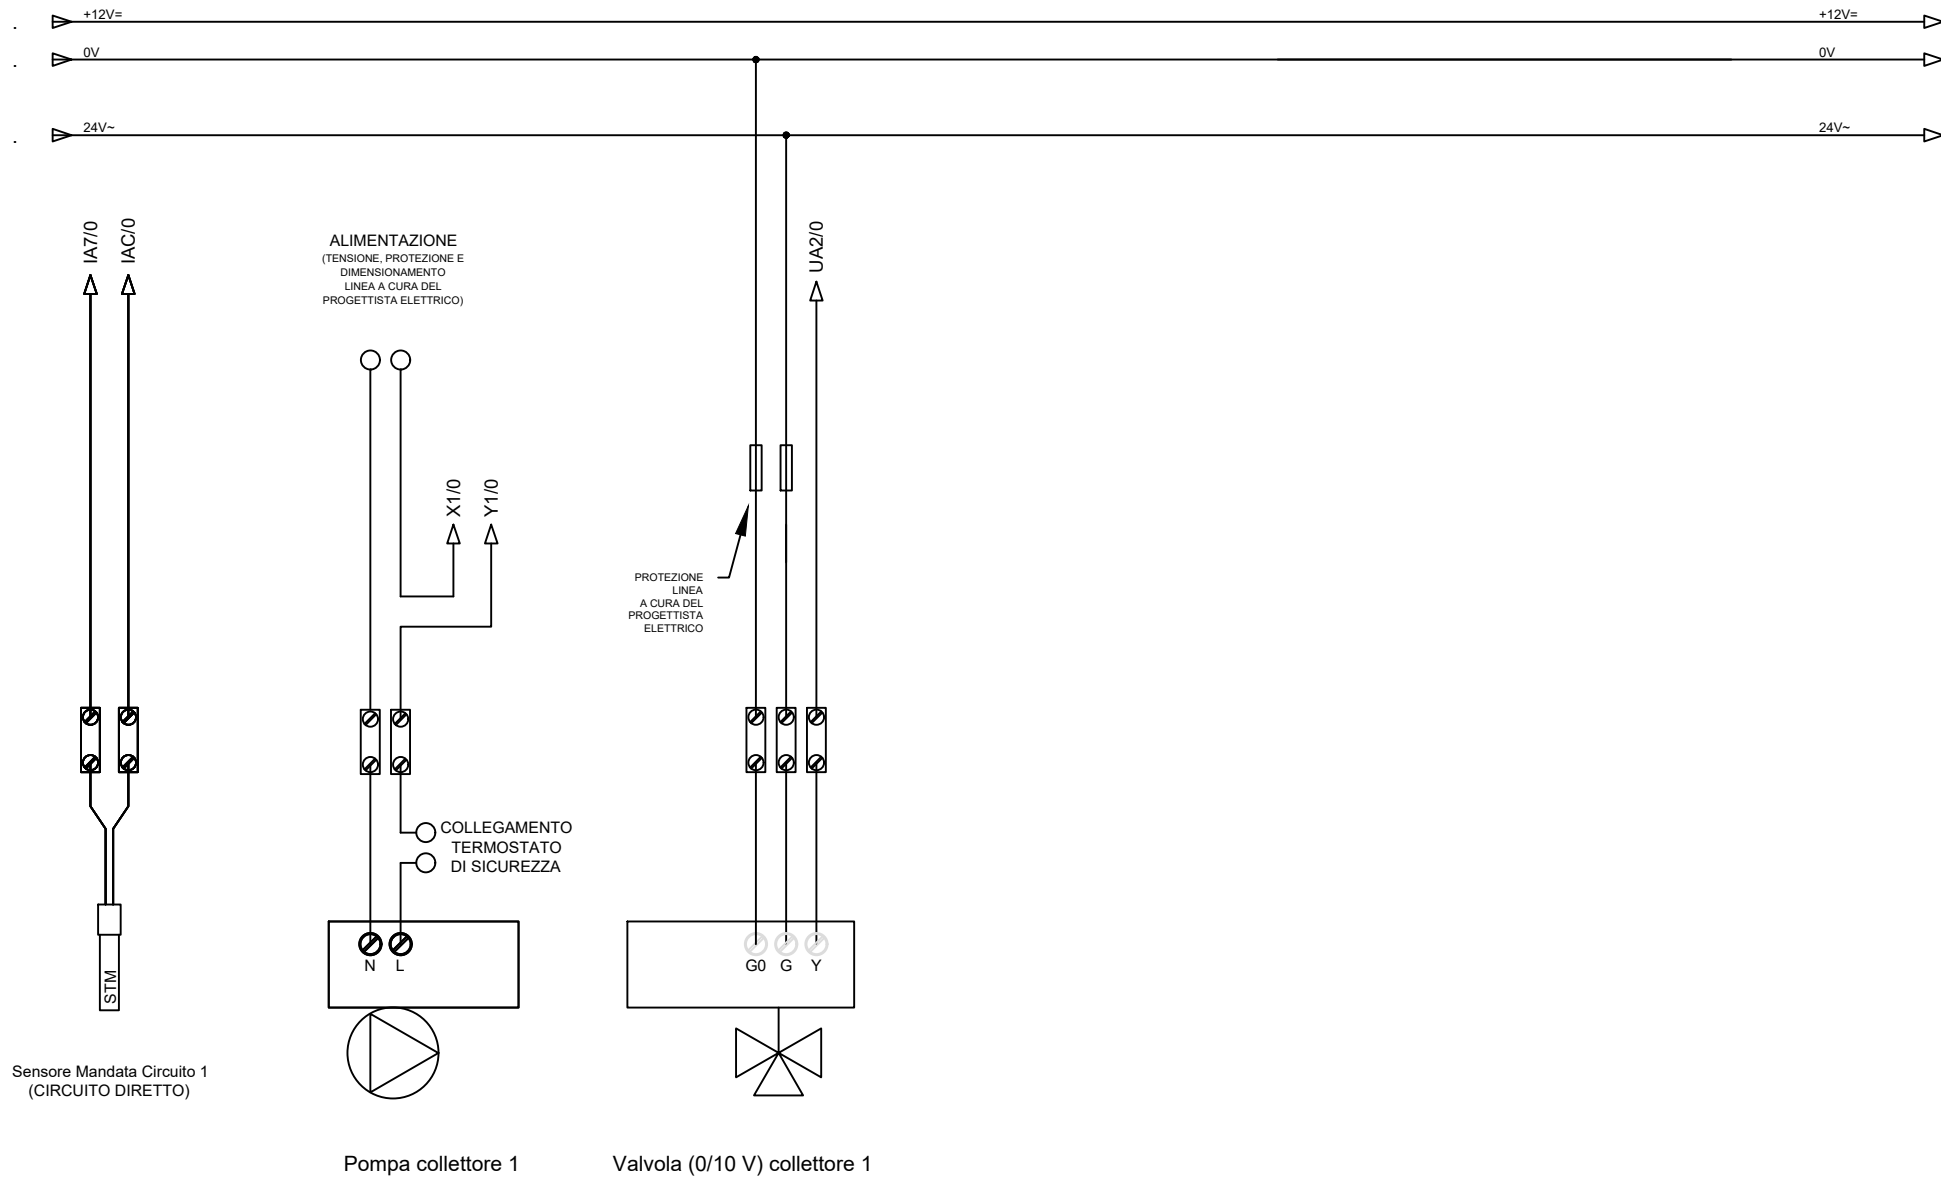 +12V=
+12V=
0V
0V
24V~
24V~
IA7/0
IAC/0
ALIMENTAZIONE
(TENSIONE, PROTEZIONE E
DIMENSIONAMENTO
LINEA A CURA DEL
PROGETTISTA ELETTRICO)
UA2/0
X1/0
Y1/0
PROTEZIONE
LINEA
A CURA DEL
PROGETTISTA
ELETTRICO
COLLEGAMENTO
TERMOSTATO
DI SICUREZZA
N
L
G0
G
Y
STM
Sensore Mandata Circuito 1
(CIRCUITO DIRETTO)
Pompa collettore 1
Valvola (0/10 V) collettore 1